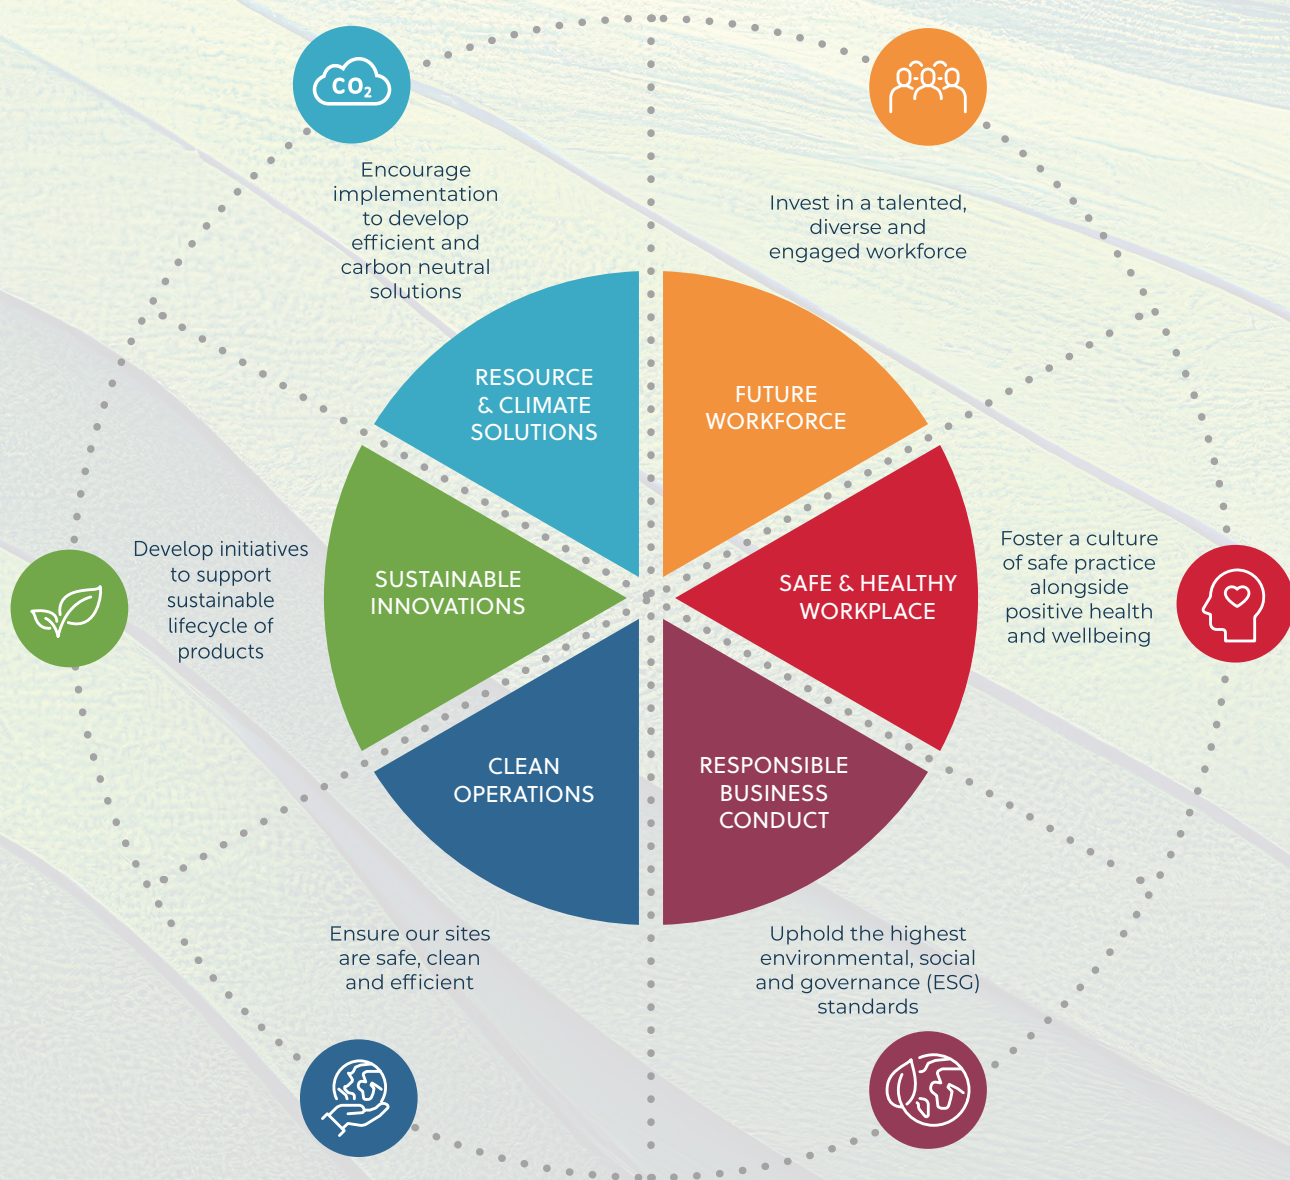 CO₂
Encourage
implementation
to develop
efficient and
carbon neutral
solutions
Invest in a talented,
diverse and
engaged workforce
RESOURCE
& CLIMATE
SOLUTIONS
FUTURE
WORKFORCE
Develop initiatives
to support
sustainable
lifecycle of
products
SUSTAINABLE
INNOVATIONS
SAFE & HEALTHY
WORKPLACE
Foster a culture
of safe practice
alongside
positive health
and wellbeing
CLEAN
OPERATIONS
RESPONSIBLE
BUSINESS
CONDUCT
Ensure our sites
are safe, clean
and efficient
Uphold the highest
environmental, social
and governance (ESG)
standards